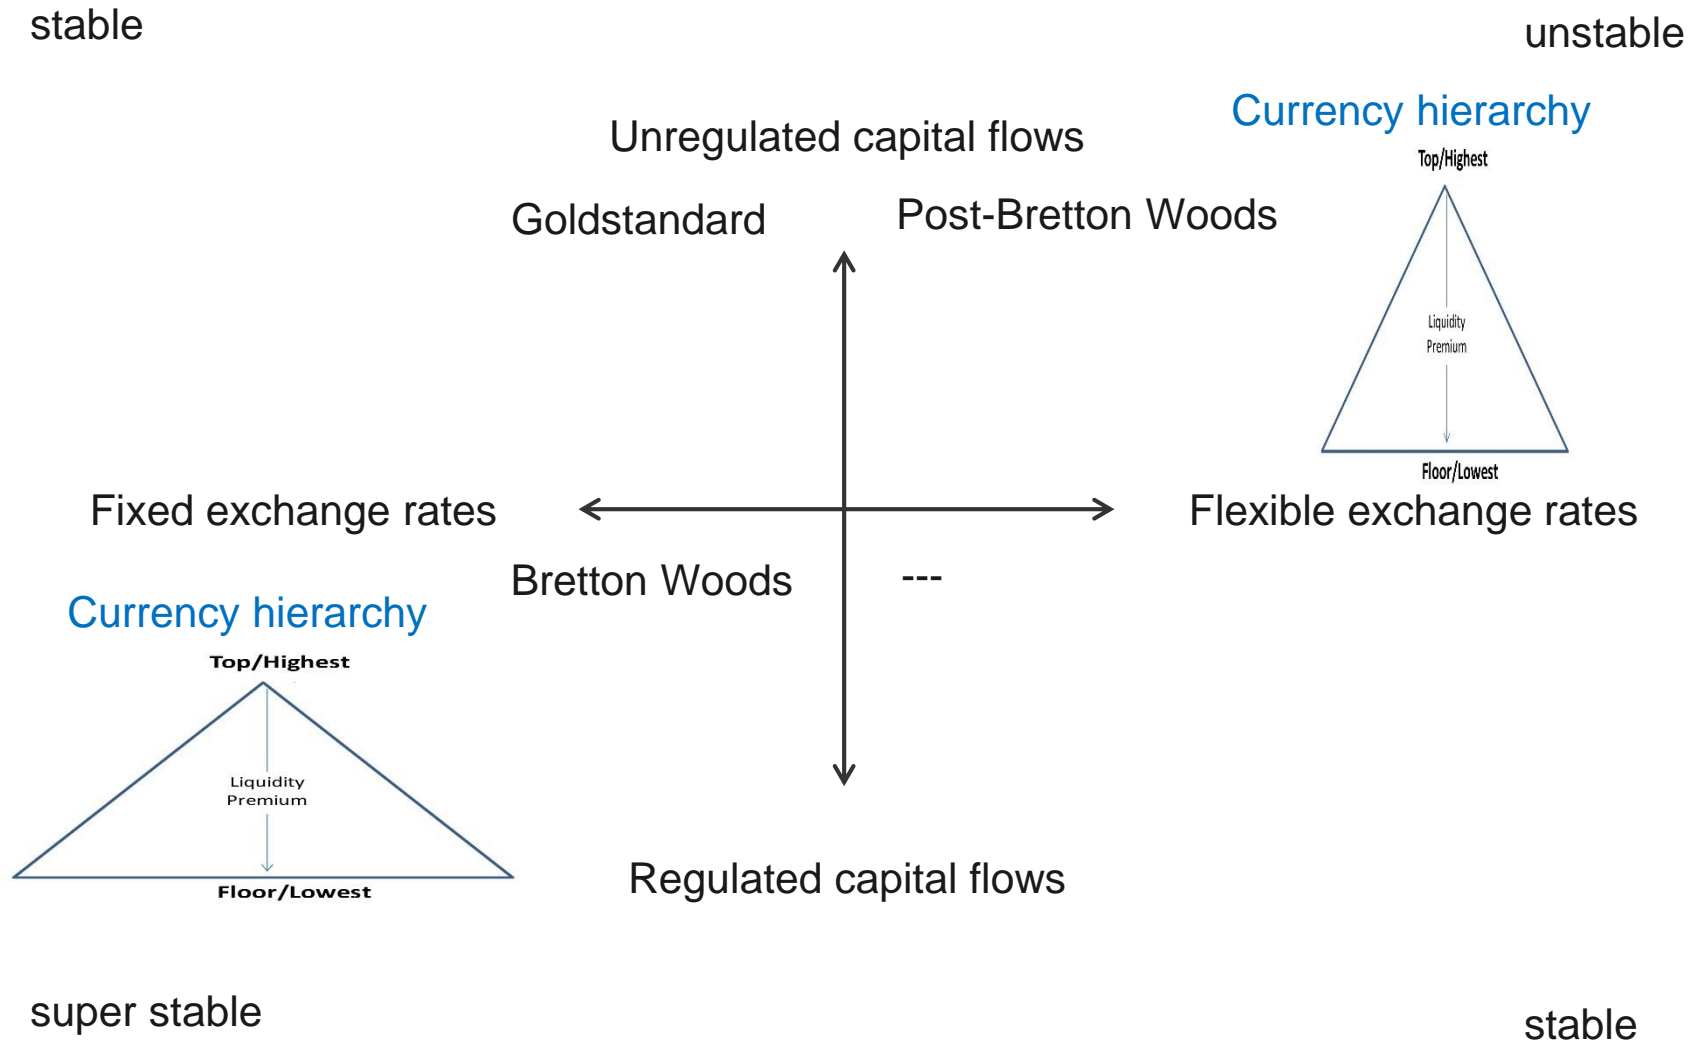 stable
unstable
Currency hierarchy
Unregulated capital flows
Top/Highest
Goldstandard
Post-Bretton Woods
Liquidity
Premium
Floor/Lowest
Fixed exchange rates
Flexible exchange rates
Bretton Woods
---
Currency hierarchy
Top/Highest
Liquidity
Premium
Floor/Lowest
Regulated capital flows
super stable
stable